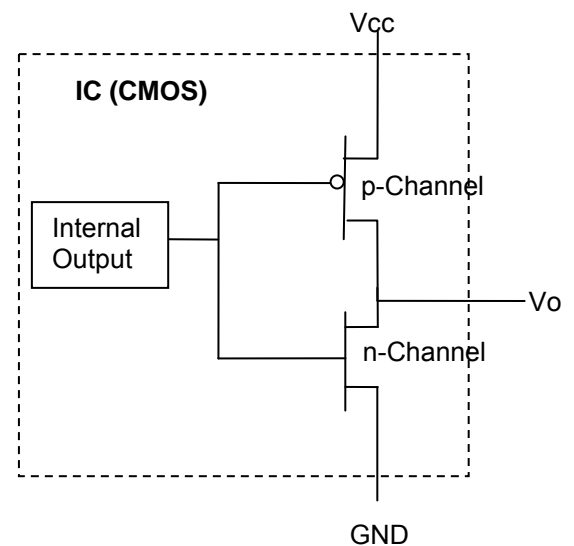 Vcc
IC (CMOS)
p-Channel
Internal
Output
Vo
n-Channel
GND